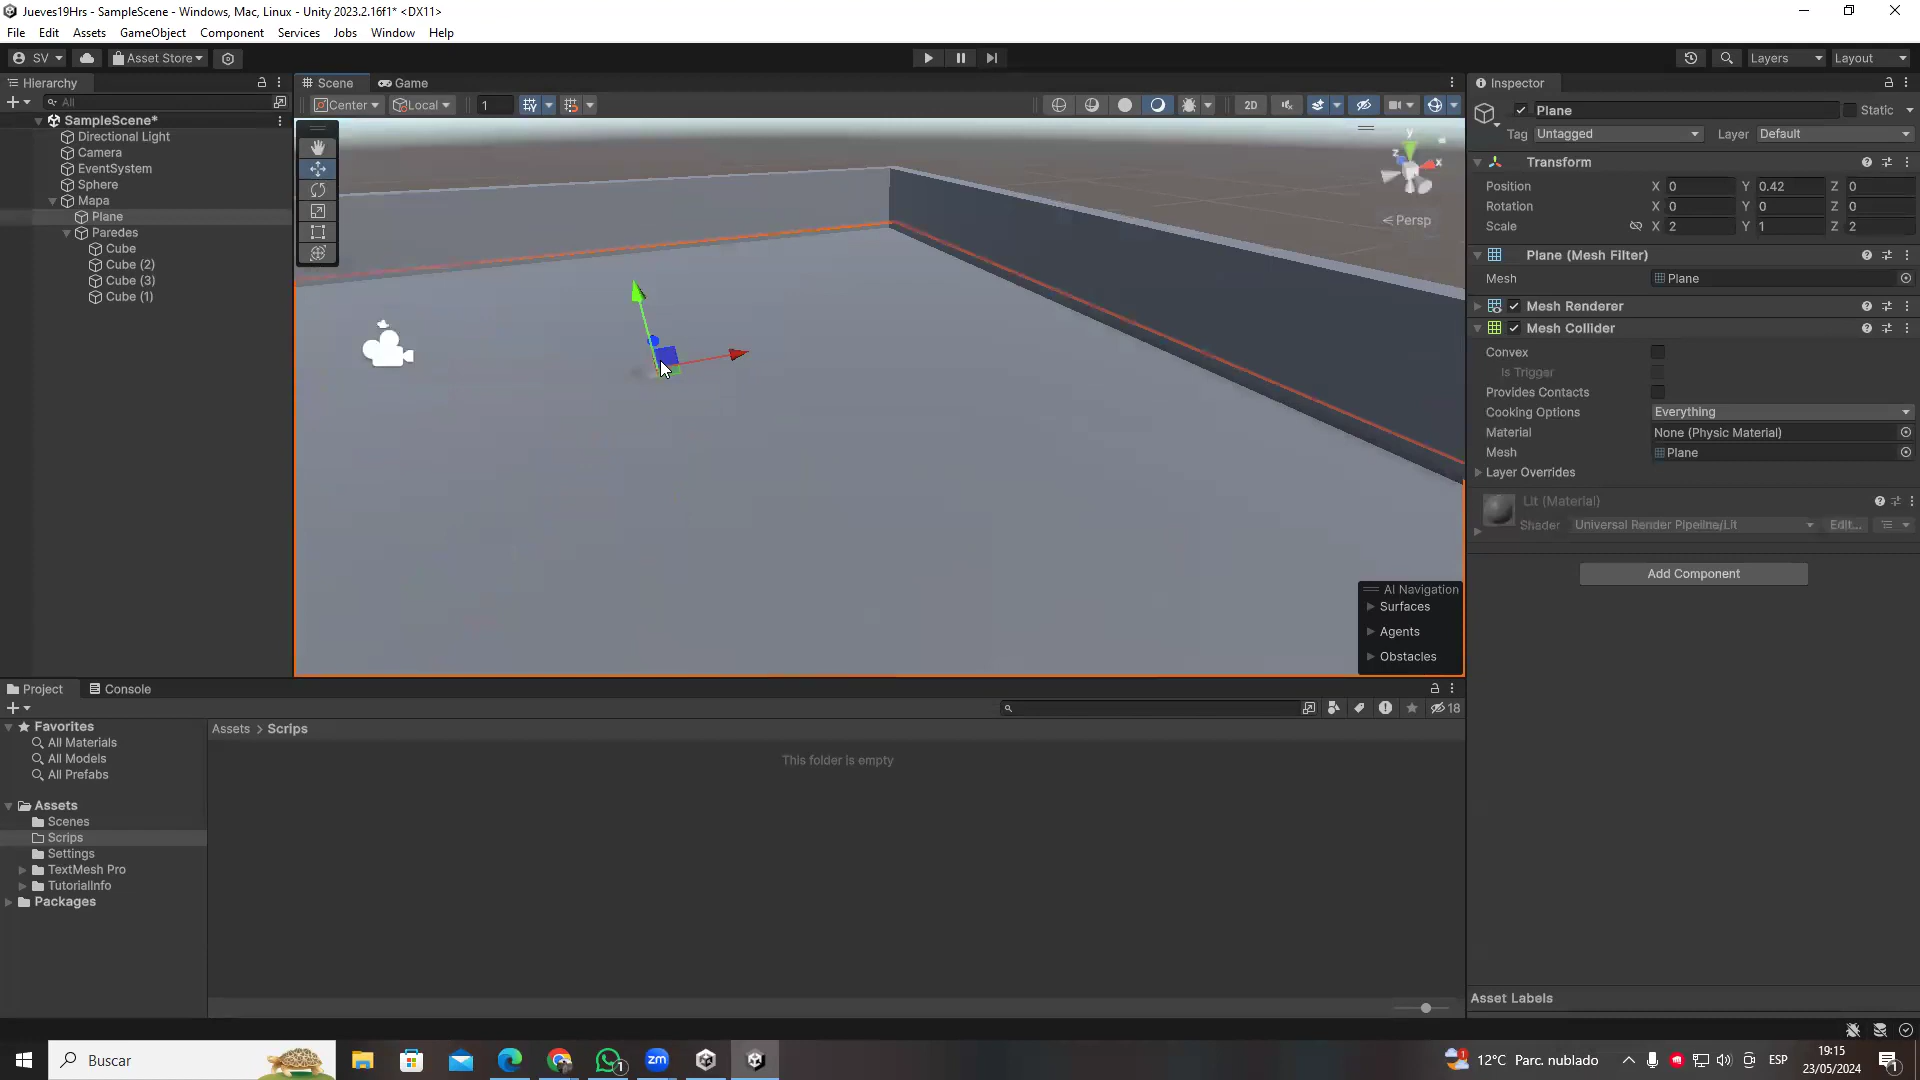 Jueves19Hrs - SampleScene - Windows, Mac, Linux - Unity 2023.2.16f1* <DX11>
File Edit Assets GameObject Component Services Jobs Window Help
SV Asset Store Layers Layout
Hierarchy
All
SampleScene*
Directional Light
Camera
EventSystem
Sphere
Mapa
Plane
Paredes
Cube
Cube (2)
Cube (3)
Cube (1)
Scene Game
Center Local 1 2D
y
z x
< Persp
AI Navigation
Surfaces
Agents
Obstacles
Inspector
Plane Static
Tag Untagged Layer Default
Transform
Position X 0 Y 0.42 Z 0
Rotation X 0 Y 0 Z 0
Scale X 2 Y 1 Z 2
Plane (Mesh Filter)
Mesh Plane
Mesh Renderer
Mesh Collider
Convex
Is Trigger
Provides Contacts
Cooking Options Everything
Material None (Physic Material)
Mesh Plane
Layer Overrides
Lit (Material)
Shader Universal Render Pipeline/Lit Edit...
Add Component
Asset Labels
Project Console
18
Favorites
All Materials
All Models
All Prefabs
Assets
Scenes
Scrips
Settings
TextMesh Pro
TutorialInfo
Packages
Assets > Scrips
This folder is empty
Buscar
zm
1
12°C Parc. nublado
ESP
19:15
23/05/2024
1